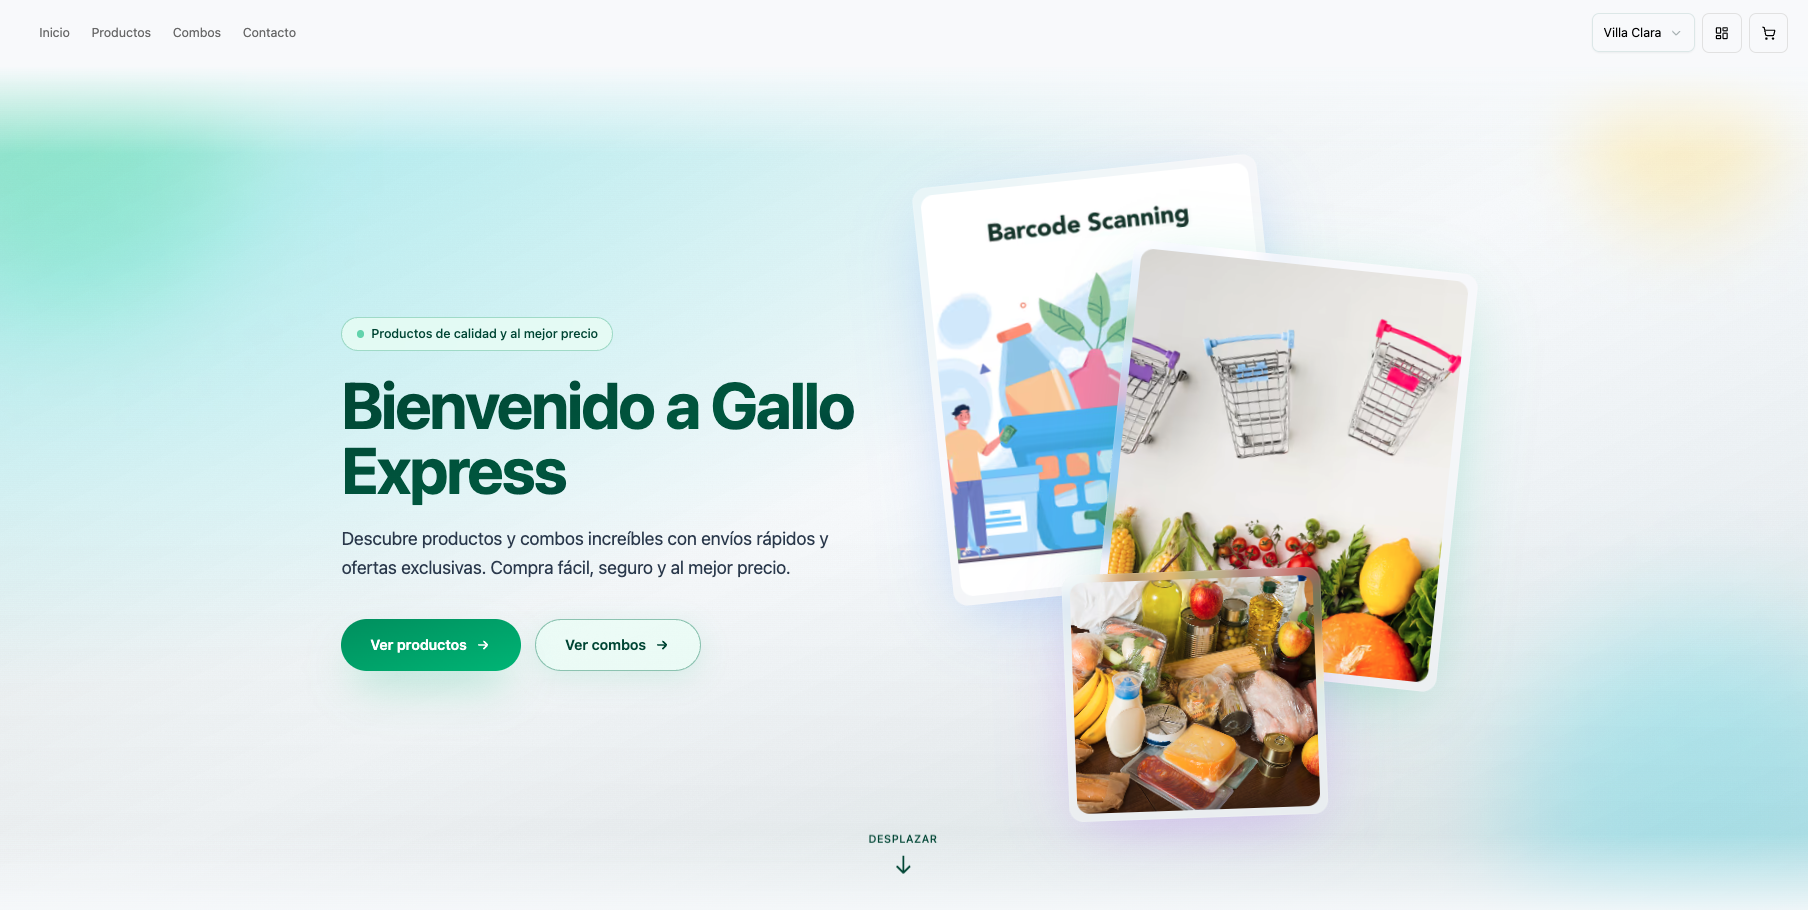 Inicio
Productos
Combos
Contacto
Villa Clara
Barcode Scanning
Productos de calidad y al mejor precio
Bienvenido a Gallo
Express
Descubre productos y combos increíbles con envíos rápidos y
ofertas exclusivas. Compra fácil, seguro y al mejor precio.
Ver productos
Ver combos
DESPLAZAR